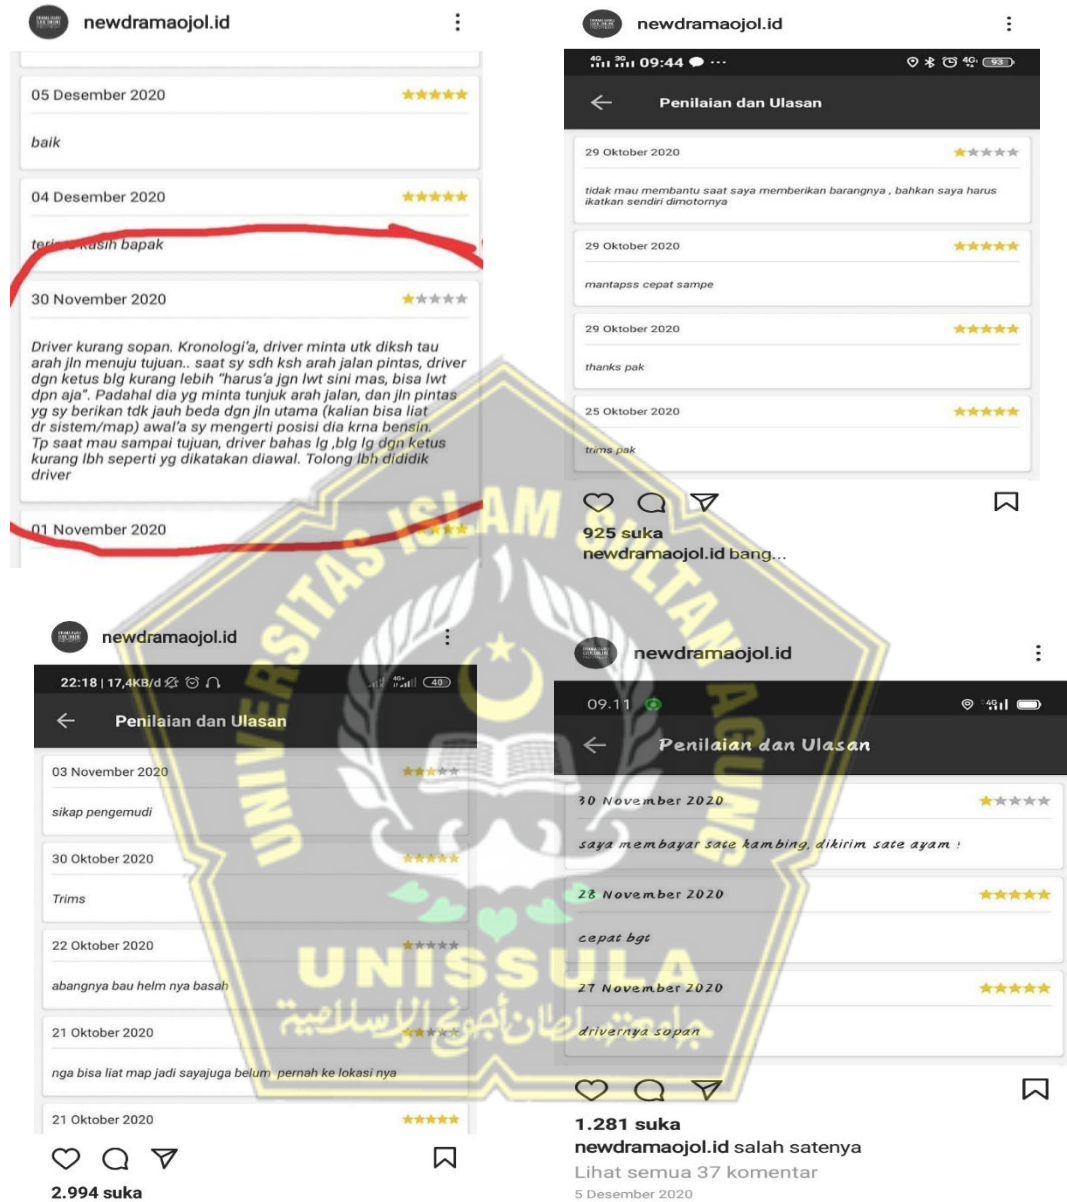 newdramaojol.id
05 Desember 2020
baik
04 Desember 2020
terima kasih bapak
30 November 2020
Driver kurang sopan. Kronologi'a, driver minta utk diksh tau
arah jln menuju tujuan.. saat sy sdh ksh arah jalan pintas, driver
dgn ketus blg kurang lebih "harus'a jgn lwt sini mas, bisa lwt
dpn aja". Padahal dia yg minta tunjuk arah jalan, dan jln pintas
yg sy berikan tdk jauh beda dgn jln utama (kalian bisa liat
dr sistem/map) awal'a sy mengerti posisi dia krna bensin.
Tp saat mau sampai tujuan, driver bahas lg ,blg lg dgn ketus
kurang lbh seperti yg dikatakan diawal. Tolong lbh dididik
driver
01 November 2020
newdramaojol.id
4G 3G 09:44 93
Penilaian dan Ulasan
29 Oktober 2020
tidak mau membantu saat saya memberikan barangnya , bahkan saya harus
ikatkan sendiri dimotornya
29 Oktober 2020
mantapss cepat sampe
29 Oktober 2020
thanks pak
25 Oktober 2020
trims pak
925 suka
newdramaojol.id bang...
newdramaojol.id
22:18 | 17,4KB/d 4G+ 40
Penilaian dan Ulasan
03 November 2020
sikap pengemudi
30 Oktober 2020
Trims
22 Oktober 2020
abangnya bau helm nya basah
21 Oktober 2020
nga bisa liat map jadi sayajuga belum pernah ke lokasi nya
21 Oktober 2020
2.994 suka
newdramaojol.id
09.11 4G
Penilaian dan Ulasan
30 November 2020
saya membayar sate kambing, dikirim sate ayam !
28 November 2020
cepat bgt
27 November 2020
drivernya sopan
1.281 suka
newdramaojol.id salah satenya
Lihat semua 37 komentar
5 Desember 2020
UNIVERSITAS ISLAM SULTAN AGUNG
UNISSULA
جامعة سلطان أجونج الإسلامية